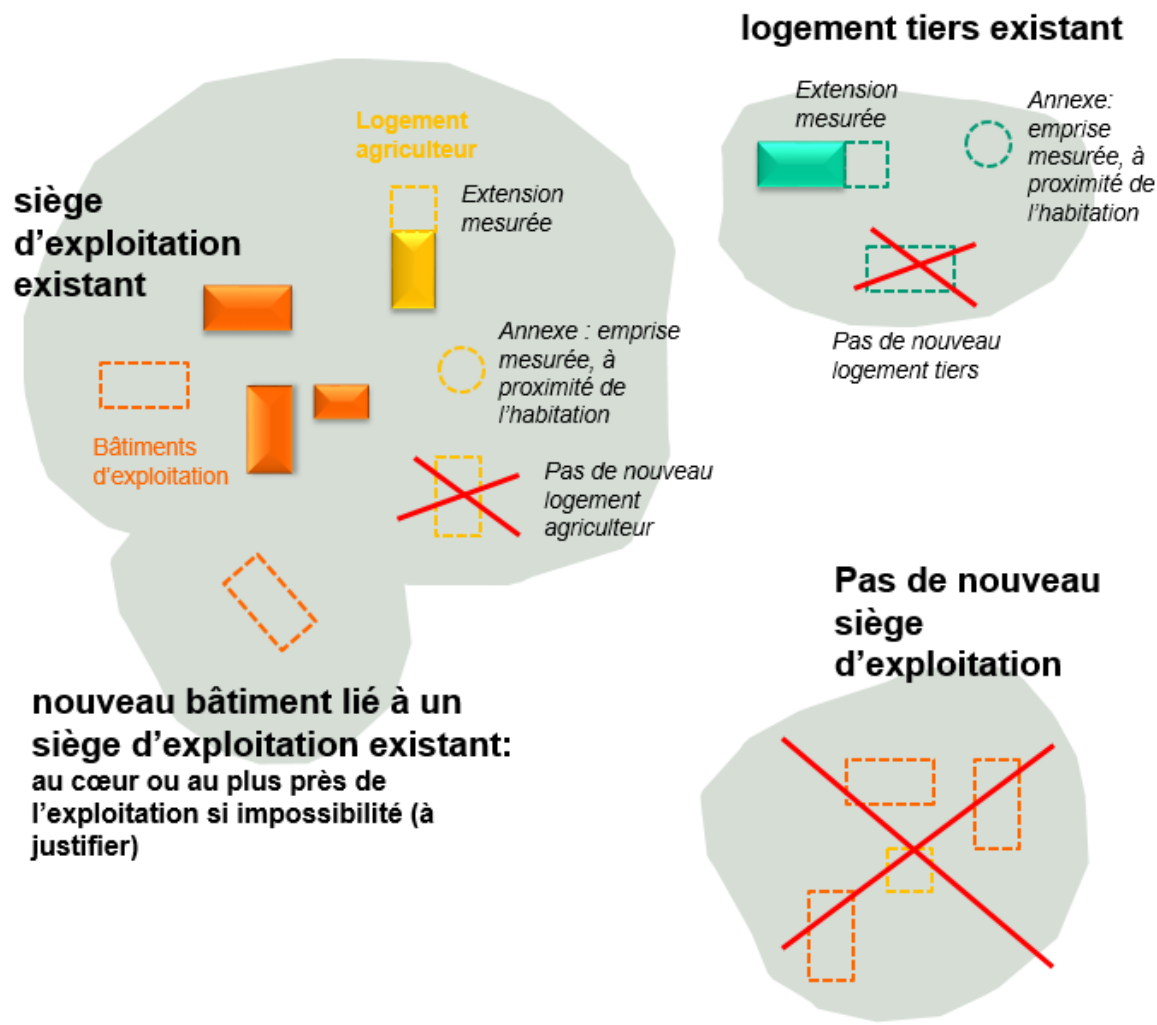 logement tiers existant
Extension
mesurée
Annexe:
emprise
mesurée, à
proximité de
l'habitation
Pas de nouveau
logement tiers
siège
d'exploitation
existant
Logement
agriculteur
Extension
mesurée
Annexe : emprise
mesurée, à
proximité de
l'habitation
Bâtiments
d'exploitation
Pas de nouveau
logement
agriculteur
nouveau bâtiment lié à un
siège d'exploitation existant:
au cœur ou au plus près de
l'exploitation si impossibilité (à
justifier)
Pas de nouveau
siège
d'exploitation